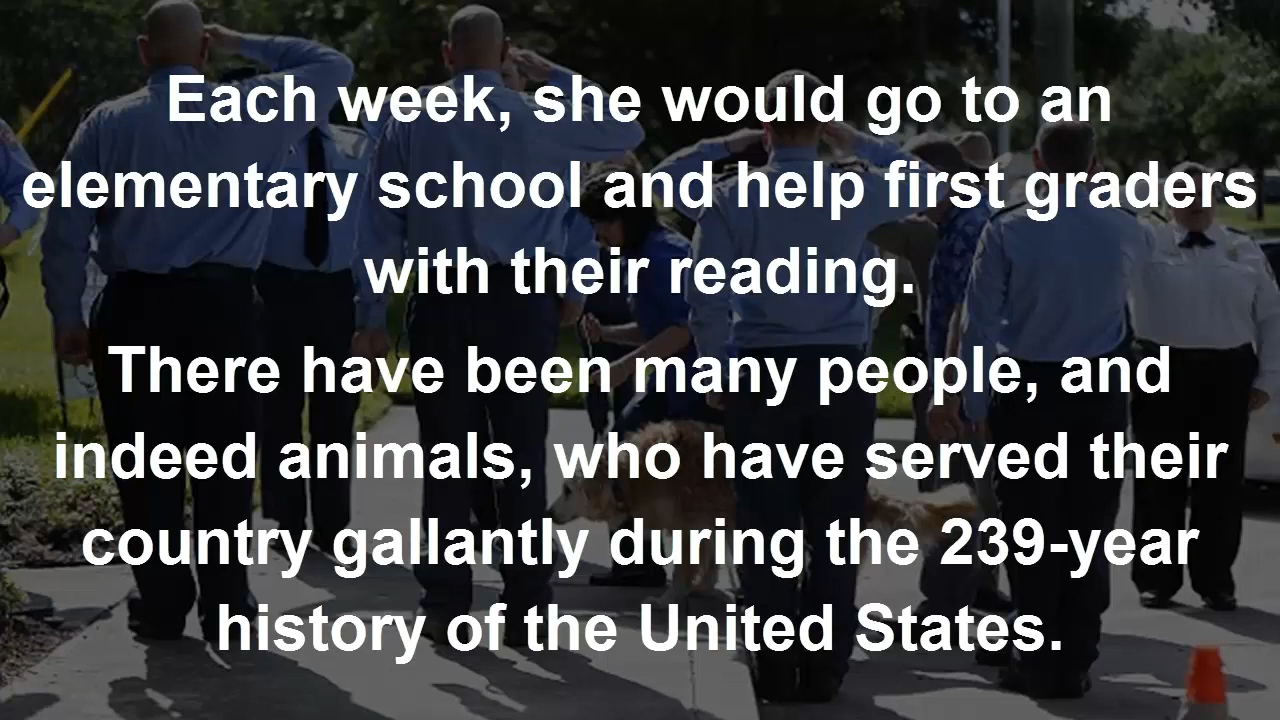 Each week, she would go to an
elementary school and help first graders
with their reading.
There have been many people, and
indeed animals, who have served their
country gallantly during the 239-year
history of the United States.